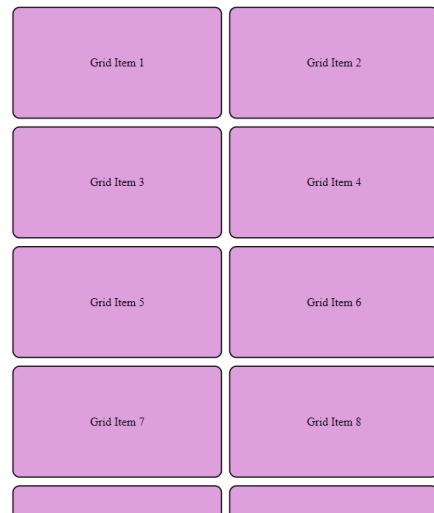 Grid Item 1
Grid Item 2
Grid Item 3
Grid Item 4
Grid Item 5
Grid Item 6
Grid Item 7
Grid Item 8